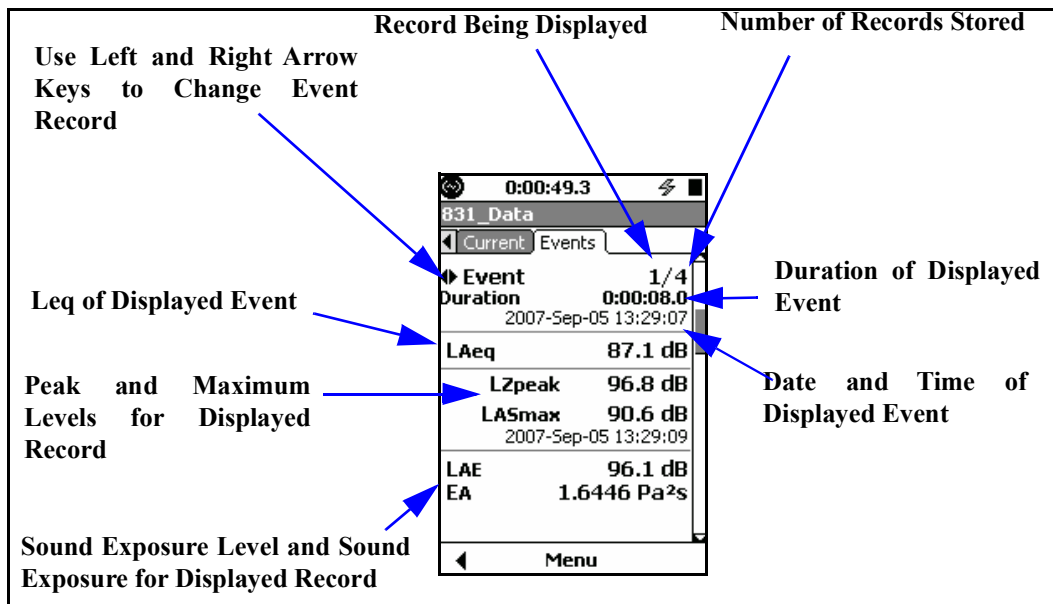 Record Being Displayed
Number of Records Stored
Use Left and Right Arrow
Keys to Change Event
Record
0:00:49.3
831_Data
Current Events
Event 1/4
Duration 0:00:08.0
2007-Sep-05 13:29:07
Duration of Displayed
Event
Leq of Displayed Event
LAeq 87.1 dB
Peak and Maximum
Levels for Displayed
Record
LZpeak 96.8 dB
LASmax 90.6 dB
2007-Sep-05 13:29:09
Date and Time of
Displayed Event
LAE 96.1 dB
EA 1.6446 Pa²s
Sound Exposure Level and Sound
Exposure for Displayed Record
Menu